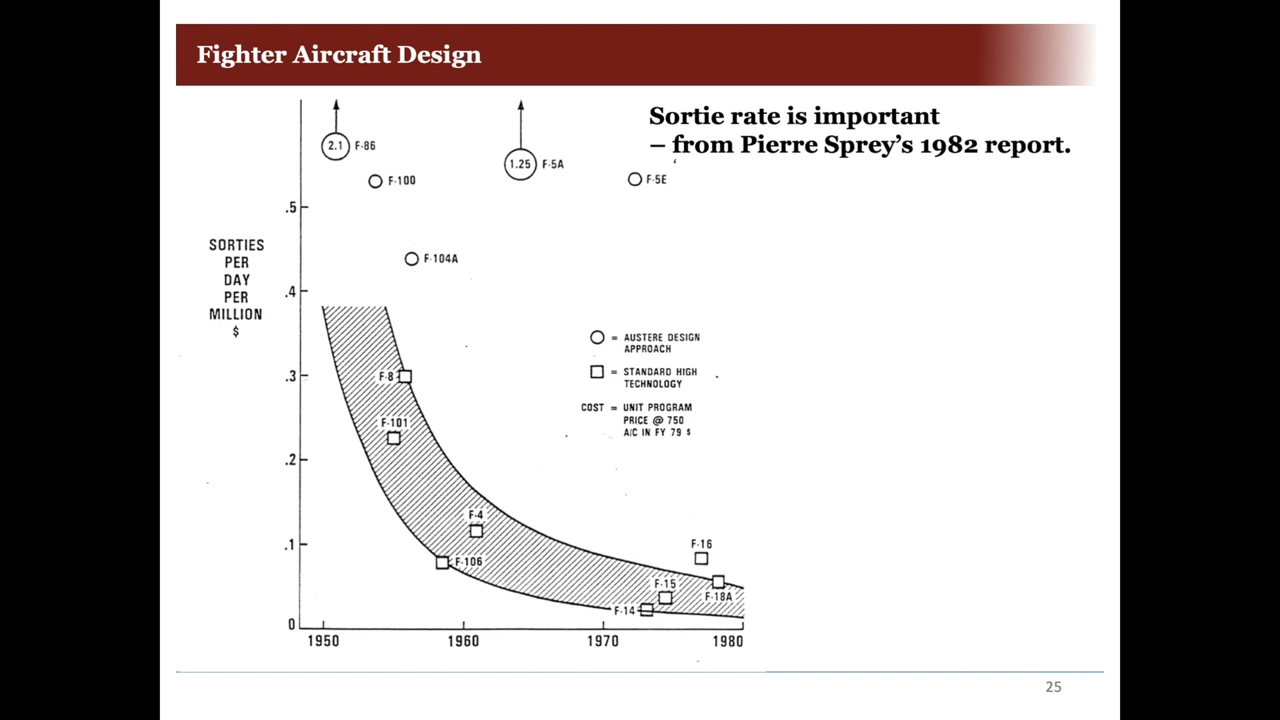 Fighter Aircraft Design
Sortie rate is important
– from Pierre Sprey’s 1982 report.
2.1 F-86
1.25 F-5A
F-100
F-5E
.5
F-104A
SORTIES
PER
DAY
PER
MILLION
$
.4
= AUSTERE DESIGN
APPROACH
= STANDARD HIGH
TECHNOLOGY
COST = UNIT PROGRAM
PRICE @ 750
A/C IN FY 79 $
.3
F-8
F-101
.2
F-4
.1
F-16
F-106
F-15
F-18A
F-14
0
1950 1960 1970 1980
25